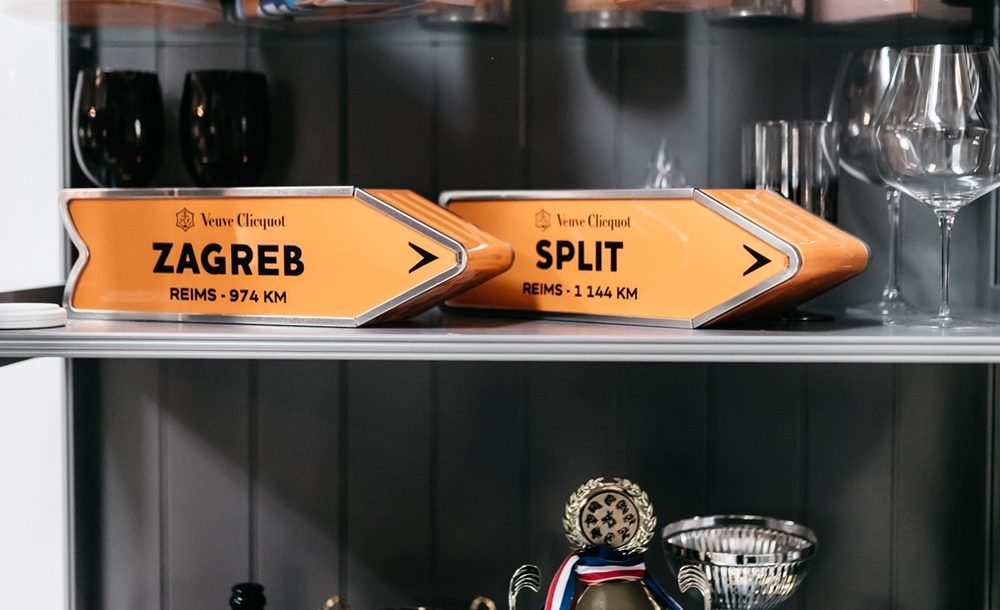 Veuve Clicquot
ZAGREB
REIMS - 974 KM
Veuve Clicquot
SPLIT
REIMS - 1 144 KM